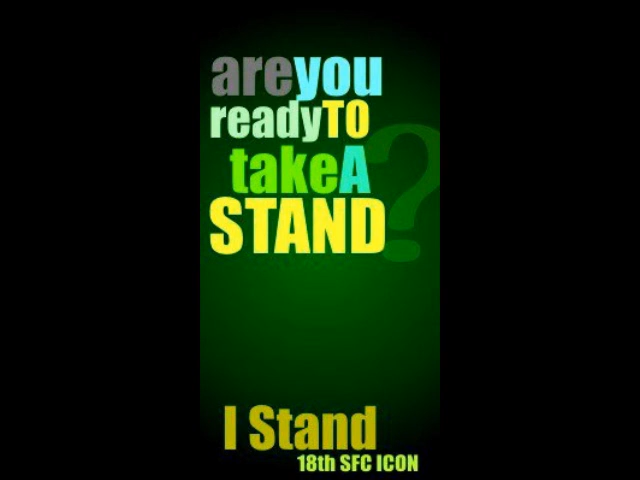 areyou
readyTO
takeA
STAND?
I Stand
18th SFC ICON